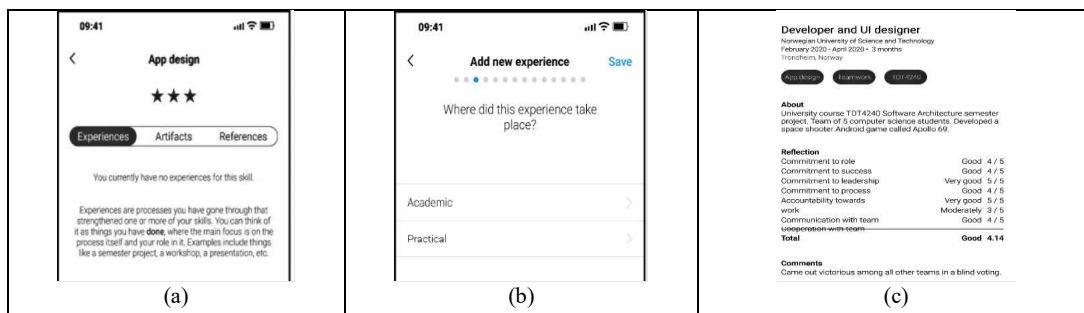 09:41
App design
★★★
Experiences Artifacts References
You currently have no experiences for this skill.
Experiences are processes you have gone through that
strengthened one or more of your skills. You can think of
it as things you have done, where the main focus is on the
process itself and your role in it. Examples include things
like a semester project, a workshop, a presentation, etc.
(a)
09:41
Add new experience Save
Where did this experience take
place?
Academic
Practical
(b)
Developer and UI designer
Norwegian University of Science and Technology
February 2020 - April 2020 • 3 months
Trondheim, Norway
App design Teamwork TDT4240
About
University course TDT4240 Software Architecture semester
project. Team of 5 computer science students. Developed a
space shooter Android game called Apollo 69.
Reflection
Commitment to role Good 4 / 5
Commitment to success Good 4 / 5
Commitment to leadership Very good 5 / 5
Commitment to process Good 4 / 5
Accountability towards Very good 5 / 5
work Moderately 3 / 5
Communication with team Good 4 / 5
Cooperation with team
Total Good 4.14
Comments
Came out victorious among all other teams in a blind voting.
(c)